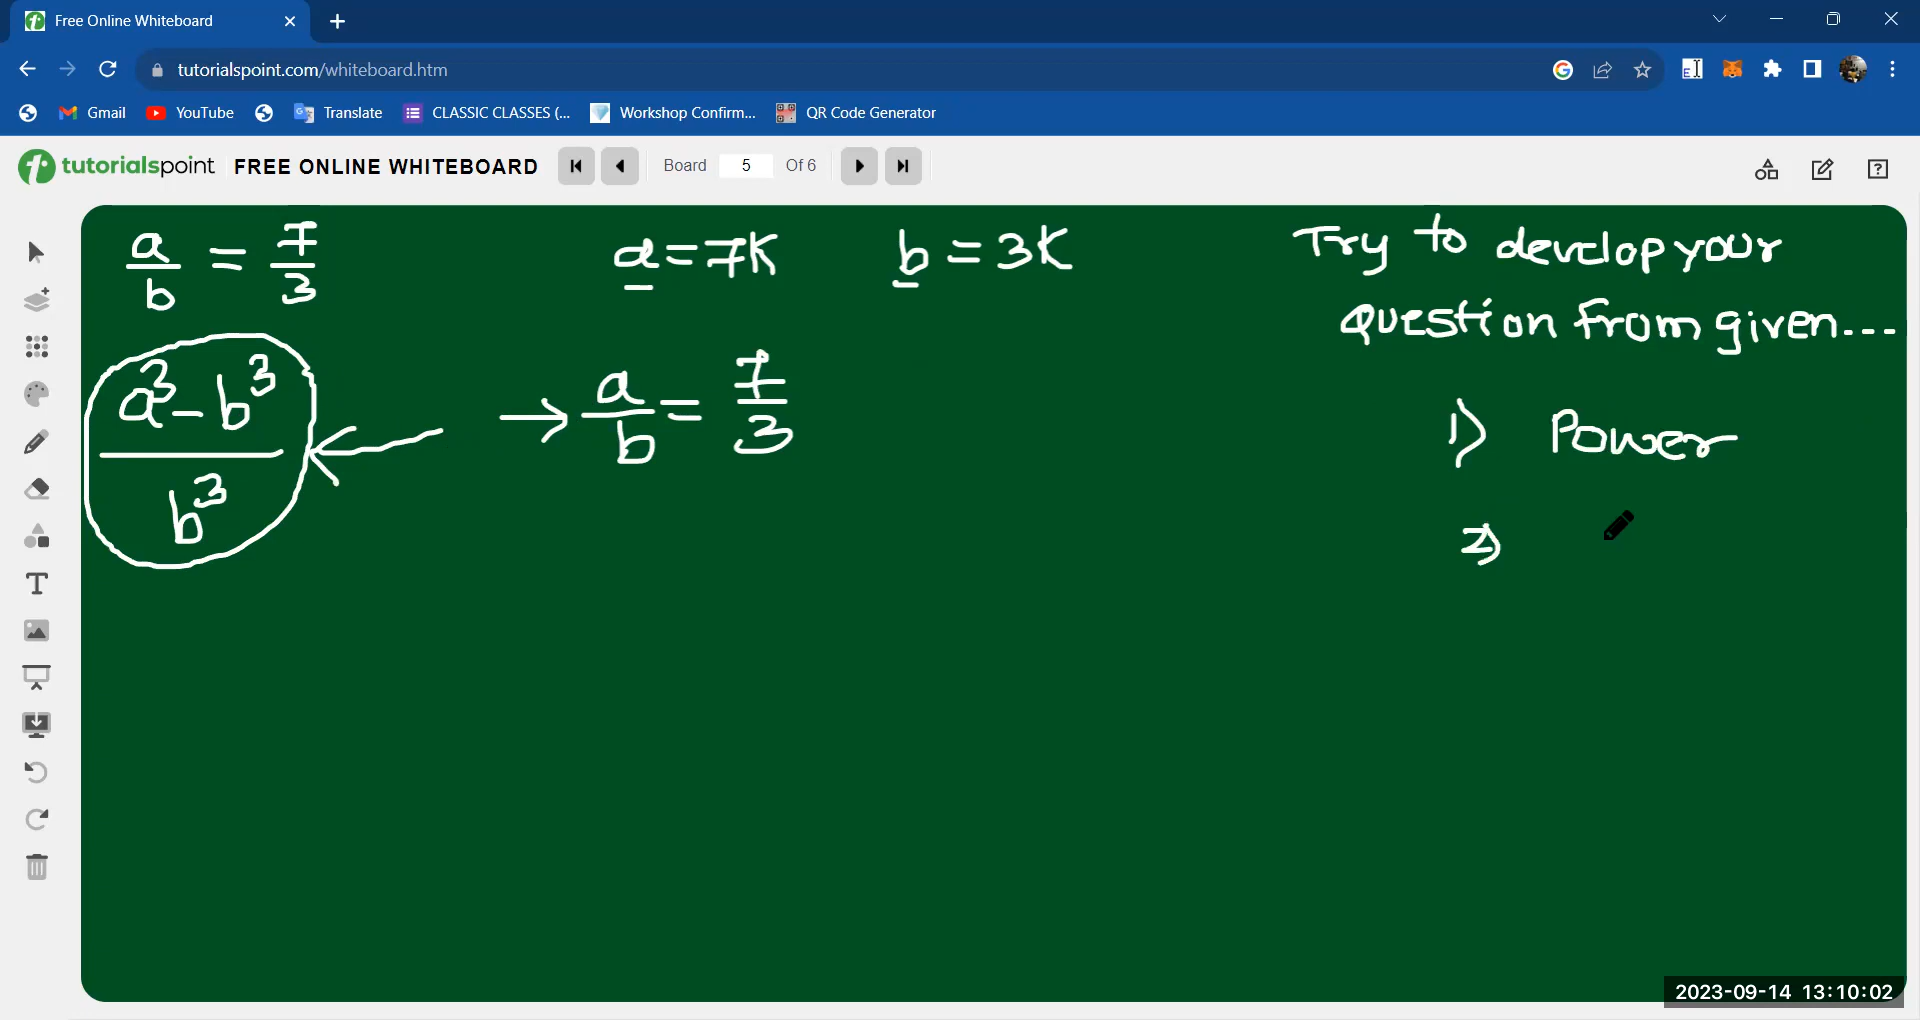 Free Online Whiteboard
tutorialspoint.com/whiteboard.htm
Gmail YouTube Translate CLASSIC CLASSES (... Workshop Confirm... QR Code Generator
tutorialspoint FREE ONLINE WHITEBOARD Board 5 Of 6
a/b = 7/3 a = 7K b = 3K Try to develop your
question from given...
(a³ - b³)/b³ ← → a/b = 7/3
1) Power
2)
2023-09-14 13:10:02